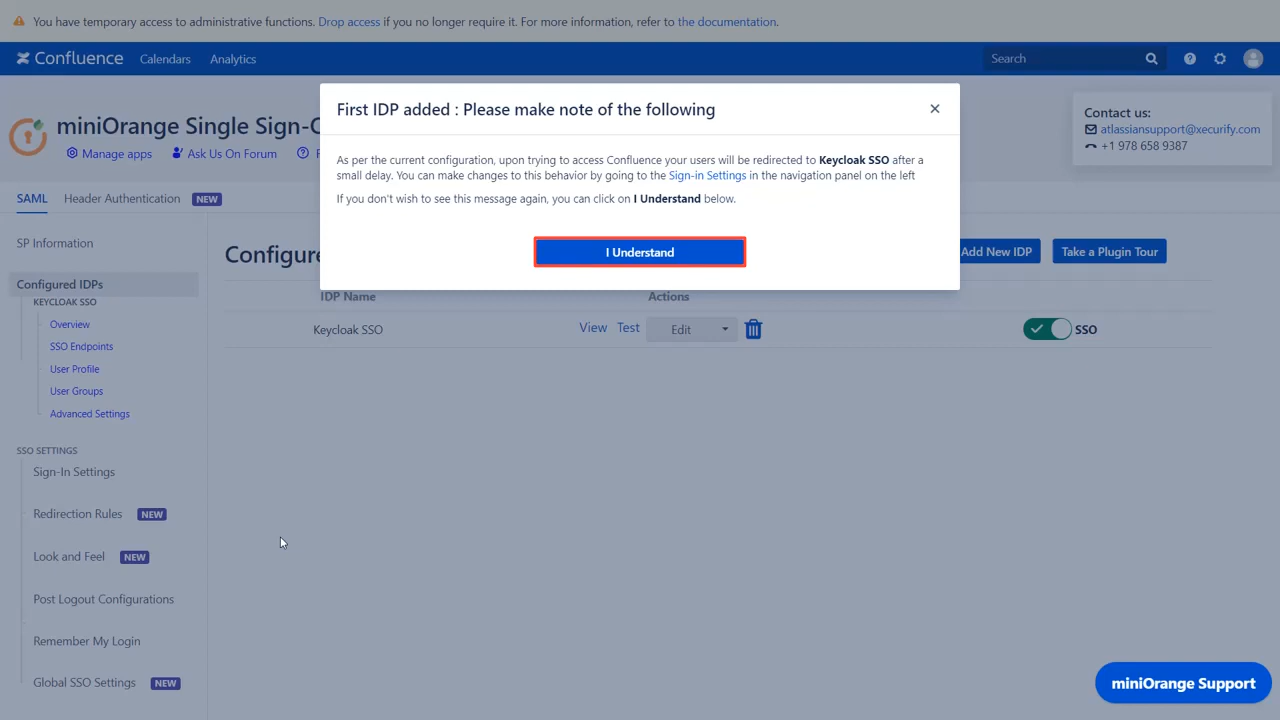 You have temporary access to administrative functions. Drop access if you no longer require it. For more information, refer to the documentation.
Confluence Calendars Analytics Search
First IDP added : Please make note of the following
As per the current configuration, upon trying to access Confluence your users will be redirected to Keycloak SSO after a
small delay. You can make changes to this behavior by going to the Sign-in Settings in the navigation panel on the left
If you don't wish to see this message again, you can click on I Understand below.
I Understand
Contact us:
atlassiansupport@xecurify.com
+1 978 658 9387
miniOrange Single Sign-
Manage apps Ask Us On Forum
SAML Header Authentication NEW
SP Information
Configured IDPs
KEYCLOAK SSO
Overview
SSO Endpoints
User Profile
User Groups
Advanced Settings
SSO SETTINGS
Sign-In Settings
Redirection Rules NEW
Look and Feel NEW
Post Logout Configurations
Remember My Login
Global SSO Settings NEW
Configure
Add New IDP Take a Plugin Tour
IDP Name Actions
Keycloak SSO View Test Edit SSO
miniOrange Support